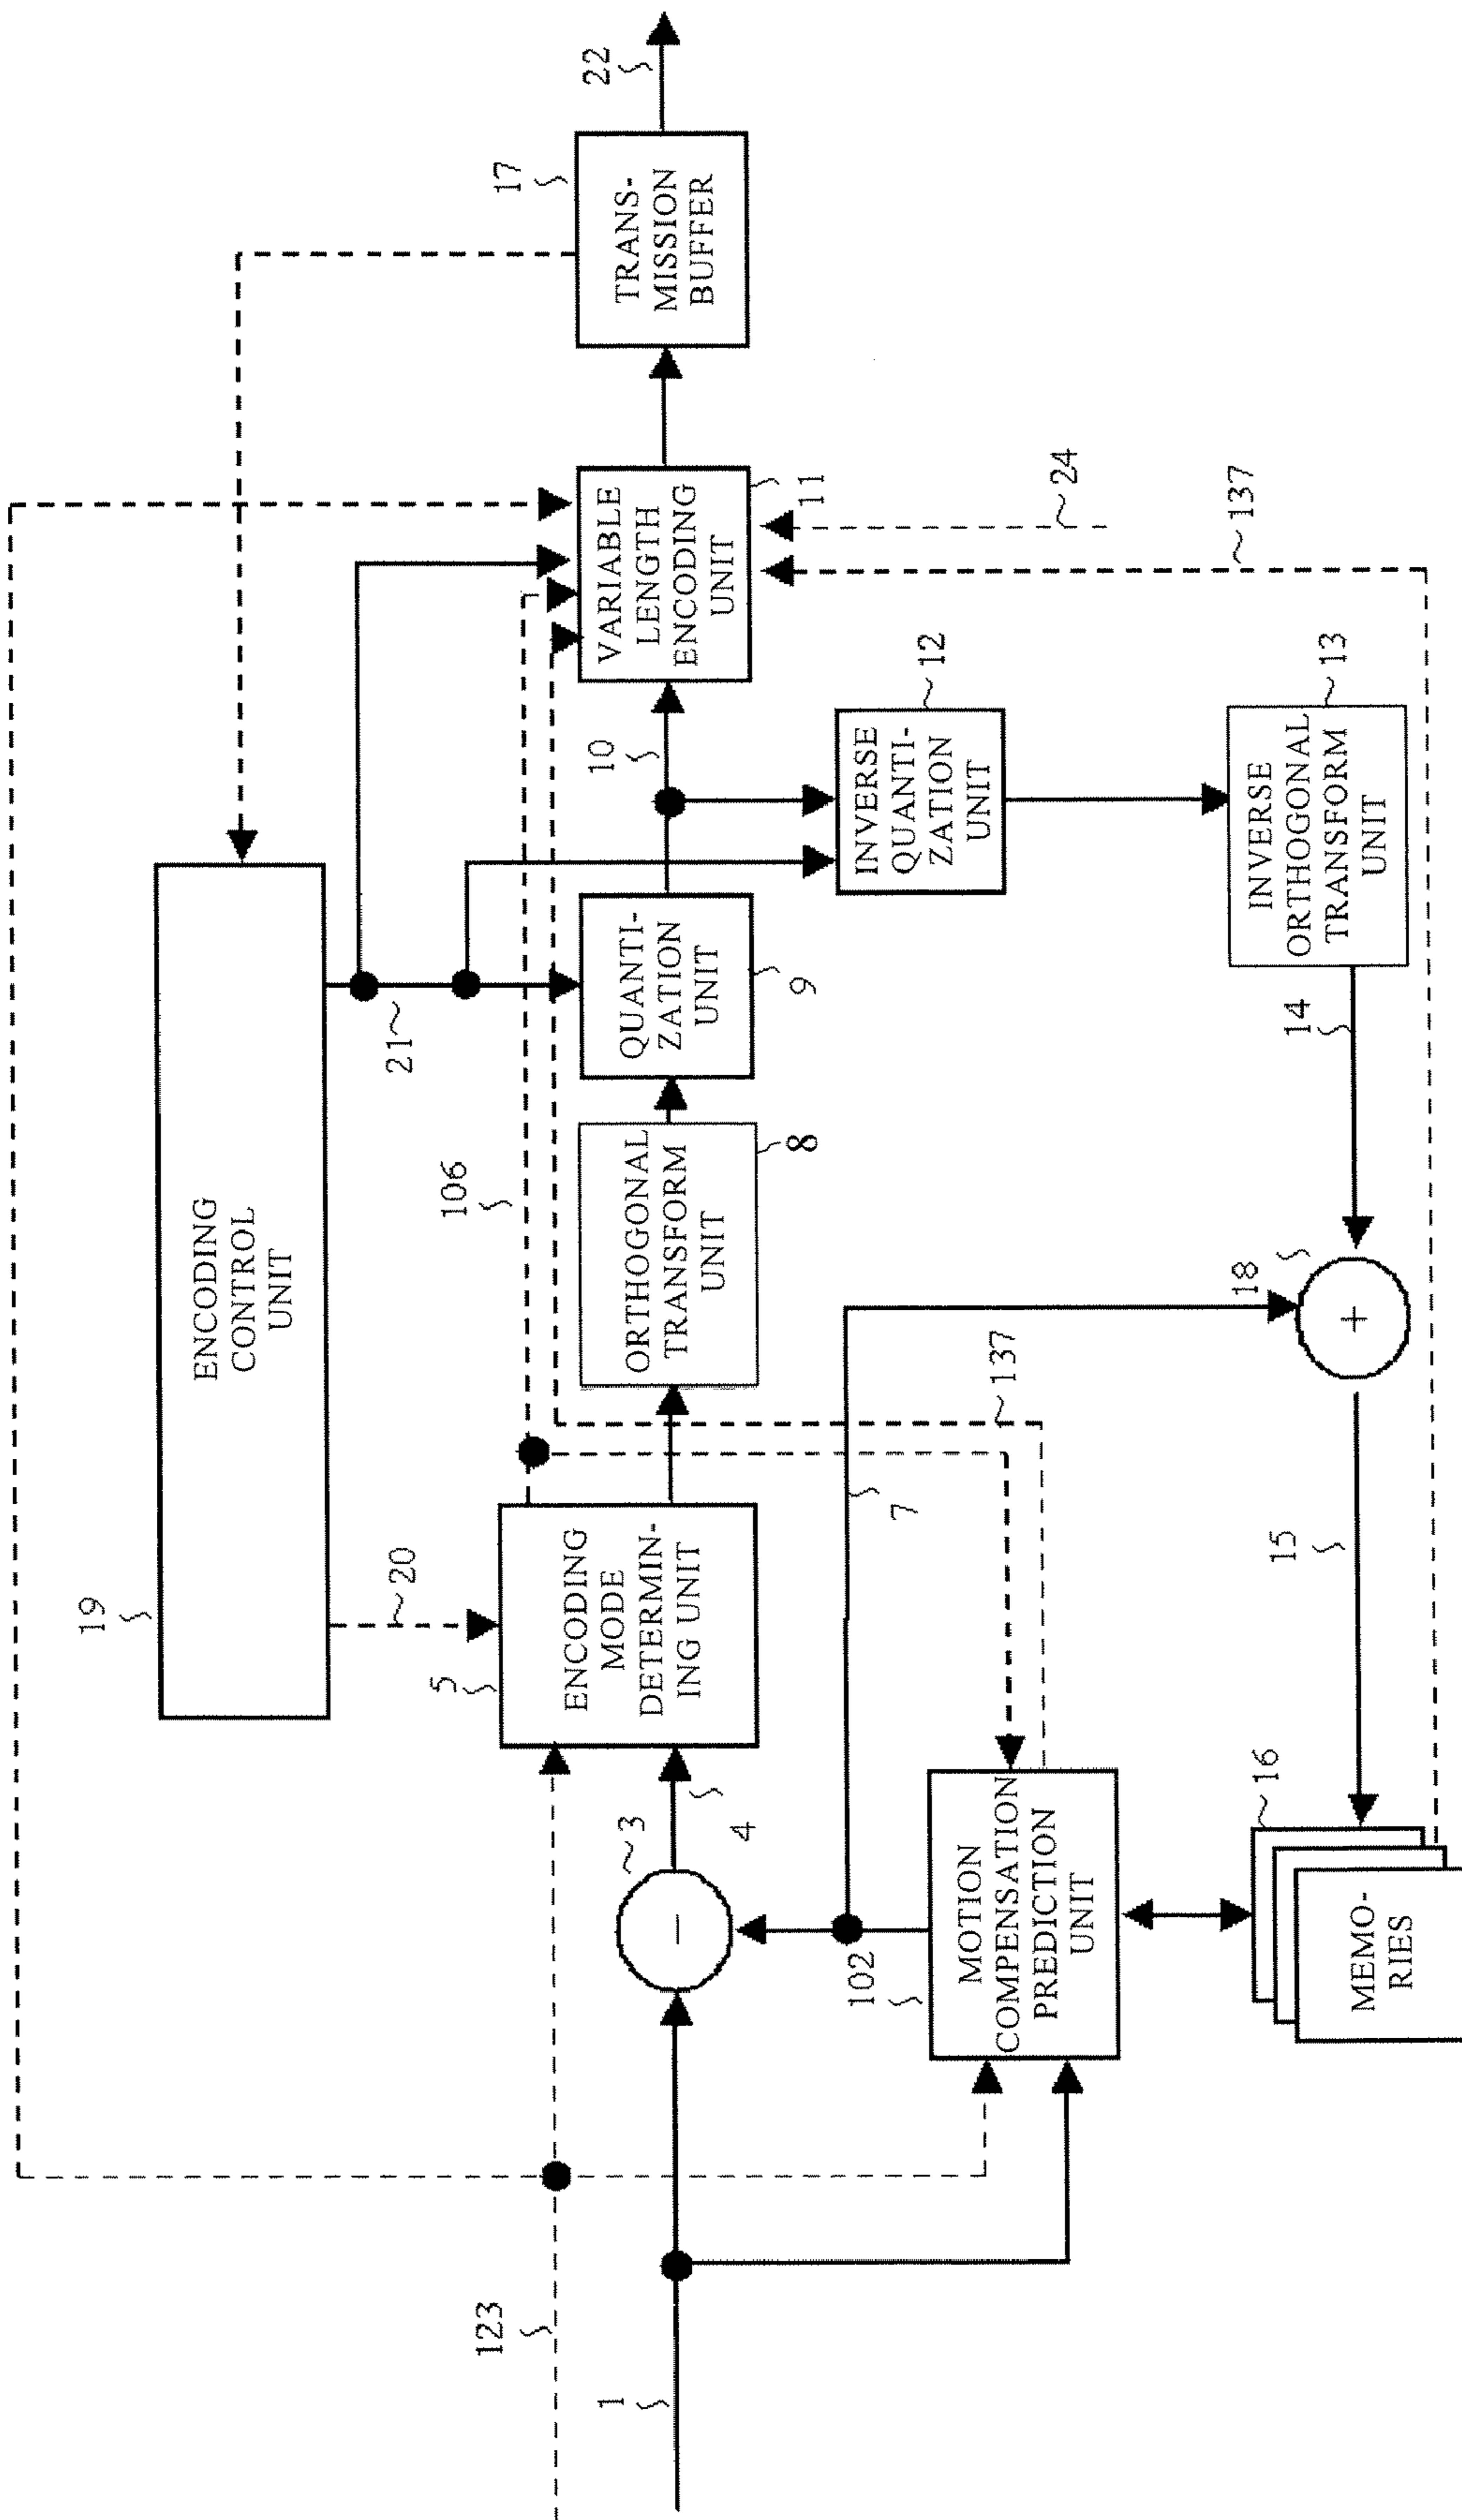 19
ENCODING
CONTROL
UNIT
123
1
3
4
5
ENCODING
MODE
DETERMIN-
ING UNIT
20
106
21
ORTHOGONAL
TRANSFORM
UNIT
8
QUANTI-
ZATION
UNIT
9
10
VARIABLE
LENGTH
ENCODING
UNIT
11
17
TRANS-
MISSION
BUFFER
22
24
137
102
MOTION
COMPENSATION
PREDICTION
UNIT
137
7
INVERSE
QUANTI-
ZATION
UNIT
12
INVERSE
ORTHOGONAL
TRANSFORM
UNIT
13
14
18
+
15
16
MEMO-
RIES